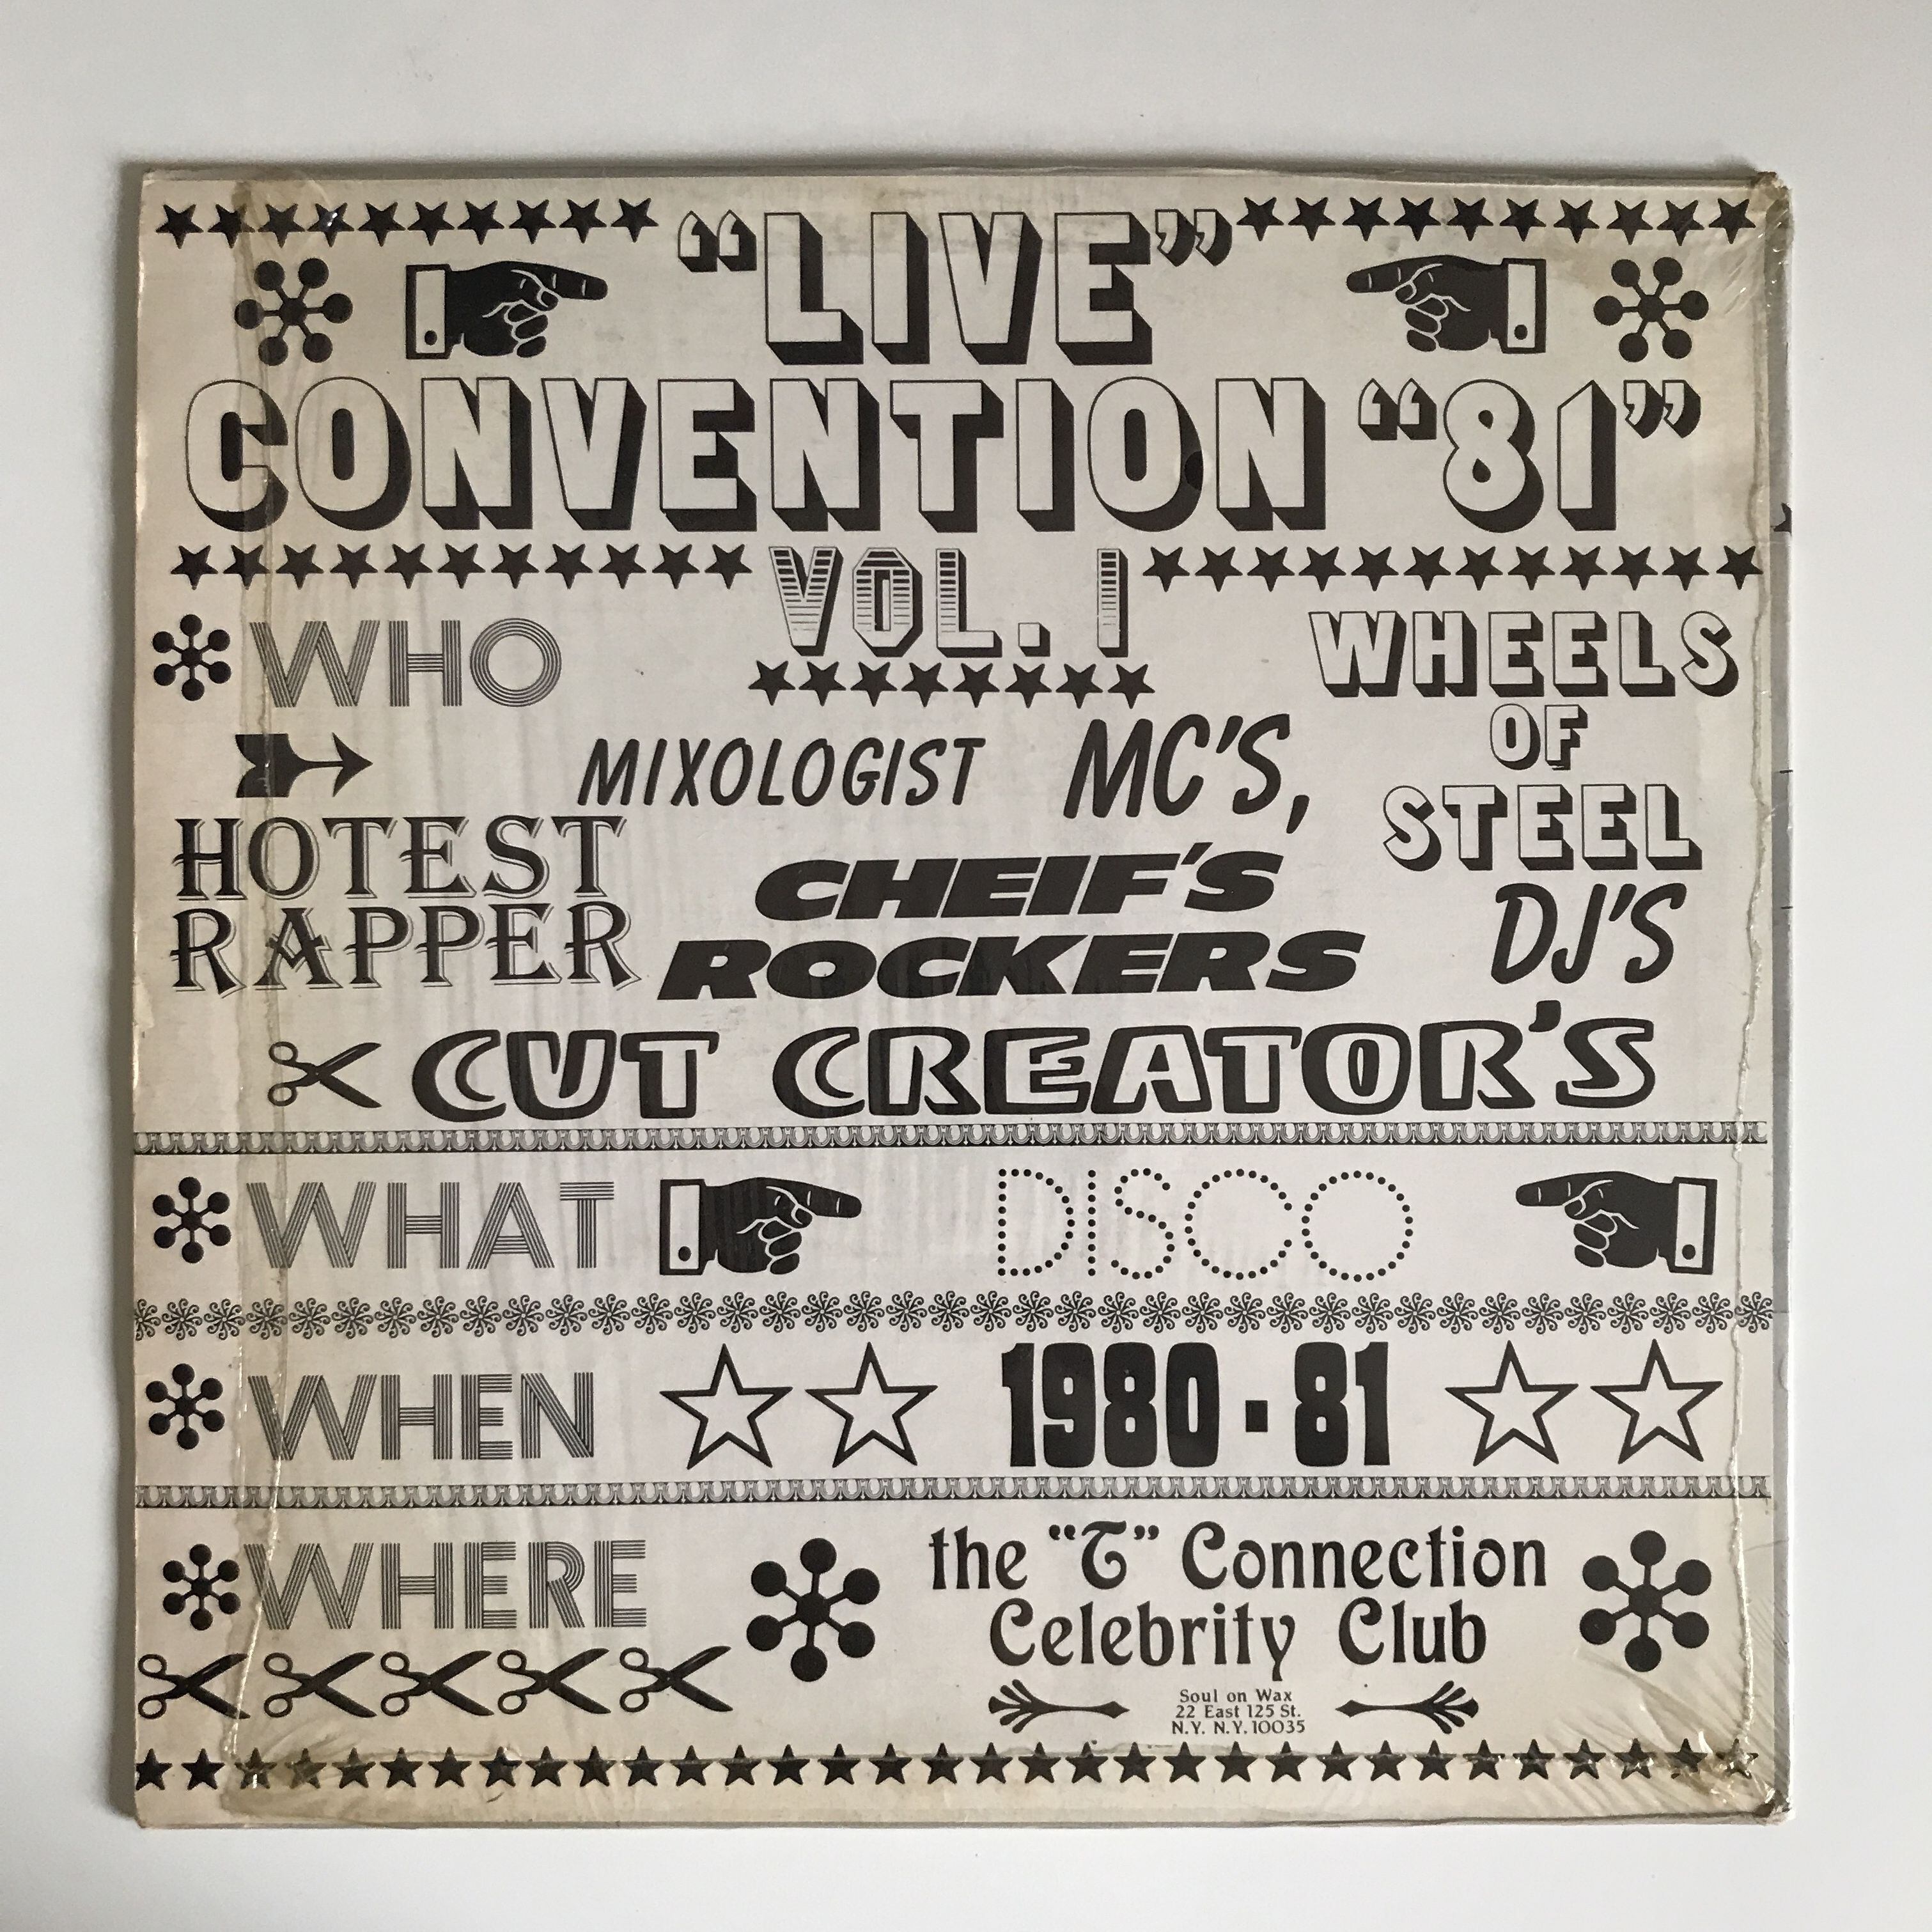 “LIVE”
CONVENTION “81”
VOL. 1
WHO
WHEELS
OF
STEEL
DJ'S
MIXOLOGIST MC'S,
HOTEST
RAPPER
CHEIF'S
ROCKERS
CUT CREATOR'S
WHAT DISCO
WHEN 1980-81
WHERE
the “T” Connection
Celebrity Club
Soul on Wax
22 East 125 St.
N.Y. N.Y. 10035